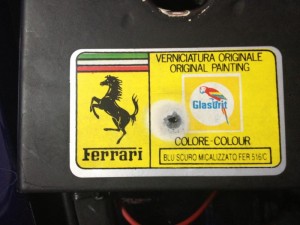 VERNICIATURA ORIGINALE
ORIGINAL PAINTING
Glasurit
COLORE-COLOUR
Ferrari
BLU SCURO MICALIZZATO FER 516/C